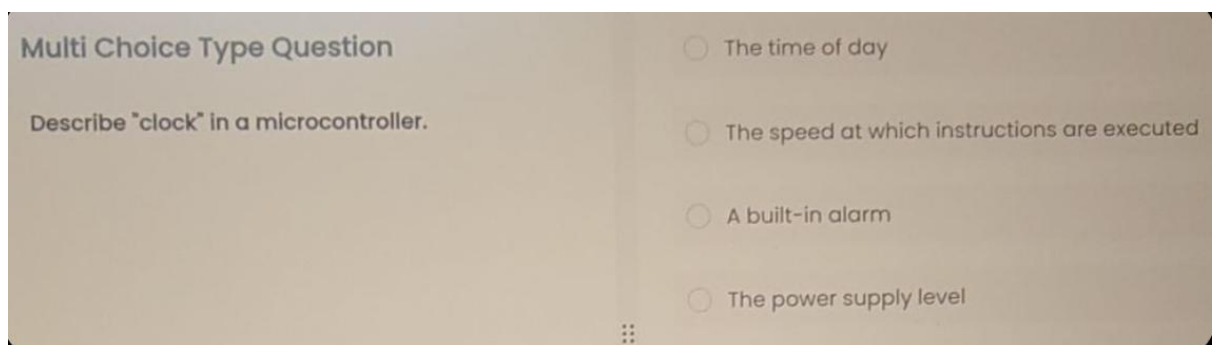 Multi Choice Type Question
Describe "clock" in a microcontroller.
The time of day
The speed at which instructions are executed
A built-in alarm
The power supply level